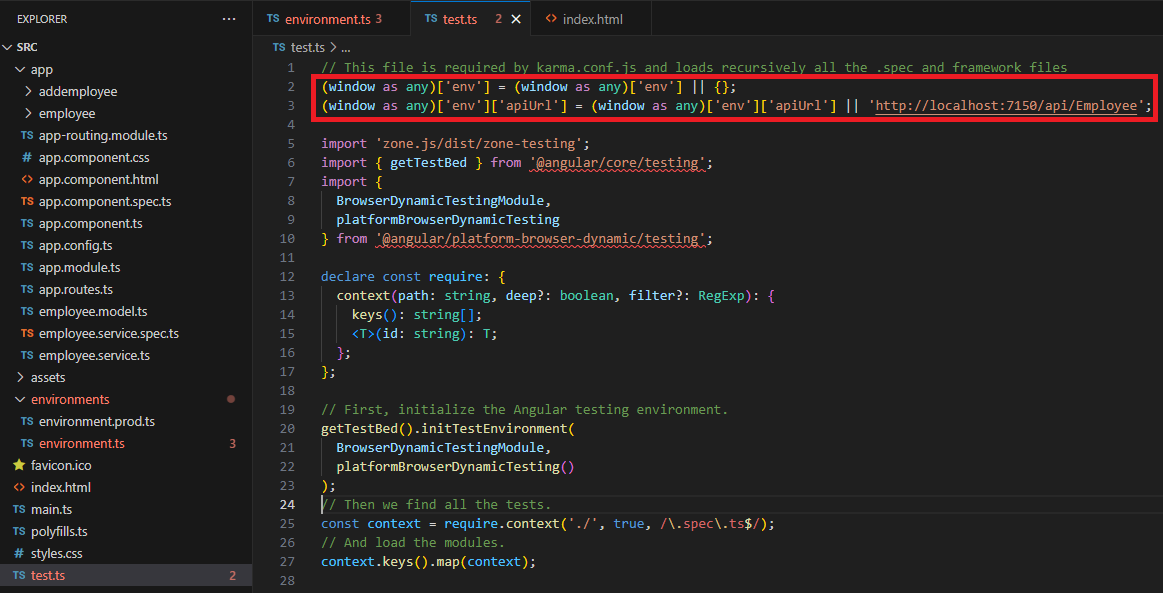 EXPLORER ...
TS environment.ts 3 TS test.ts 2 × <> index.html
SRC
app
addemployee
employee
TS app-routing.module.ts
# app.component.css
<> app.component.html
TS app.component.spec.ts
TS app.component.ts
TS app.config.ts
TS app.module.ts
TS app.routes.ts
TS employee.model.ts
TS employee.service.spec.ts
TS employee.service.ts
assets
environments
TS environment.prod.ts
TS environment.ts 3
favicon.ico
<> index.html
TS main.ts
TS polyfills.ts
# styles.css
TS test.ts 2
TS test.ts > ...
1 // This file is required by karma.conf.js and loads recursively all the .spec and framework files
2 (window as any)['env'] = (window as any)['env'] || {};
3 (window as any)['env']['apiUrl'] = (window as any)['env']['apiUrl'] || 'http://localhost:7150/api/Employee';
4
5 import 'zone.js/dist/zone-testing';
6 import { getTestBed } from '@angular/core/testing';
7 import {
8 BrowserDynamicTestingModule,
9 platformBrowserDynamicTesting
10 } from '@angular/platform-browser-dynamic/testing';
11
12 declare const require: {
13 context(path: string, deep?: boolean, filter?: RegExp): {
14 keys(): string[];
15 <T>(id: string): T;
16 };
17 };
18
19 // First, initialize the Angular testing environment.
20 getTestBed().initTestEnvironment(
21 BrowserDynamicTestingModule,
22 platformBrowserDynamicTesting()
23 );
24 // Then we find all the tests.
25 const context = require.context('./', true, /\.spec\.ts$/);
26 // And load the modules.
27 context.keys().map(context);
28